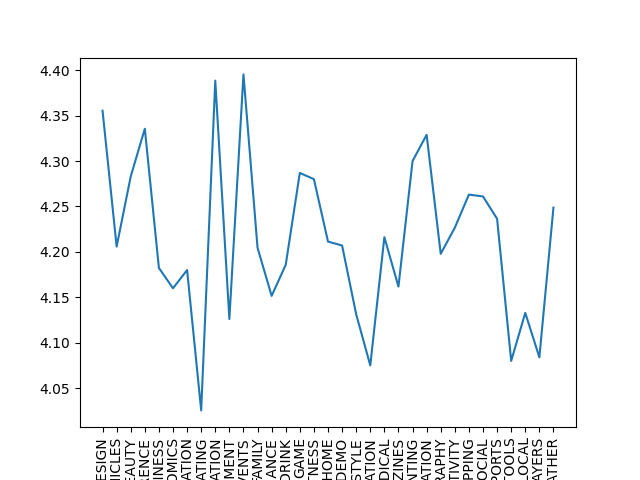 4.40
4.35
4.30
4.25
4.20
4.15
4.10
4.05
ESIGN
ICLES
EAUTY
ENCE
INESS
OMICS
ATION
ATING
ATION
MENT
VENTS
FAMILY
ANCE
DRINK
GAME
TNESS
HOME
DEMO
STYLE
ATION
DICAL
ZINES
NTING
ATION
RAPHY
TIVITY
PPING
OCIAL
PORTS
TOOLS
LOCAL
AYERS
ATHER